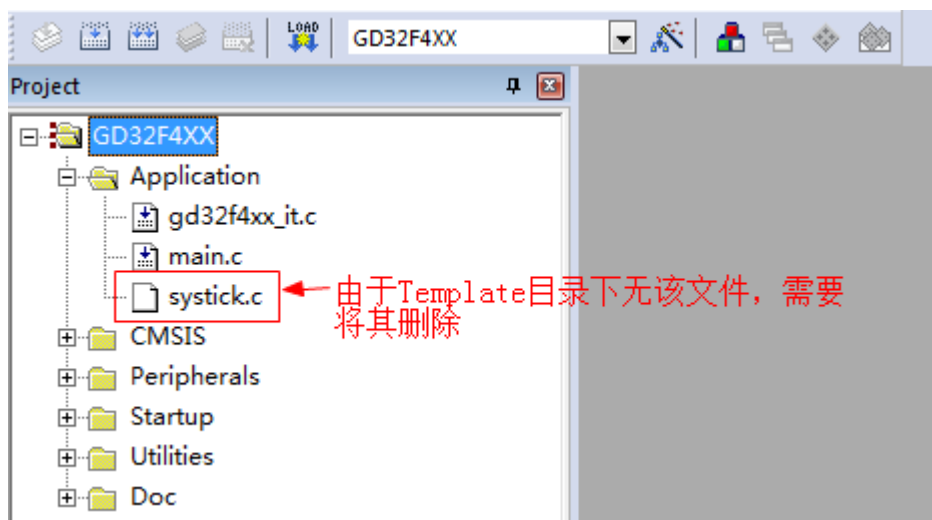 LOAD
GD32F4XX
Project
GD32F4XX
Application
gd32f4xx_it.c
main.c
systick.c
由于Template目录下无该文件，需要
将其删除
CMSIS
Peripherals
Startup
Utilities
Doc